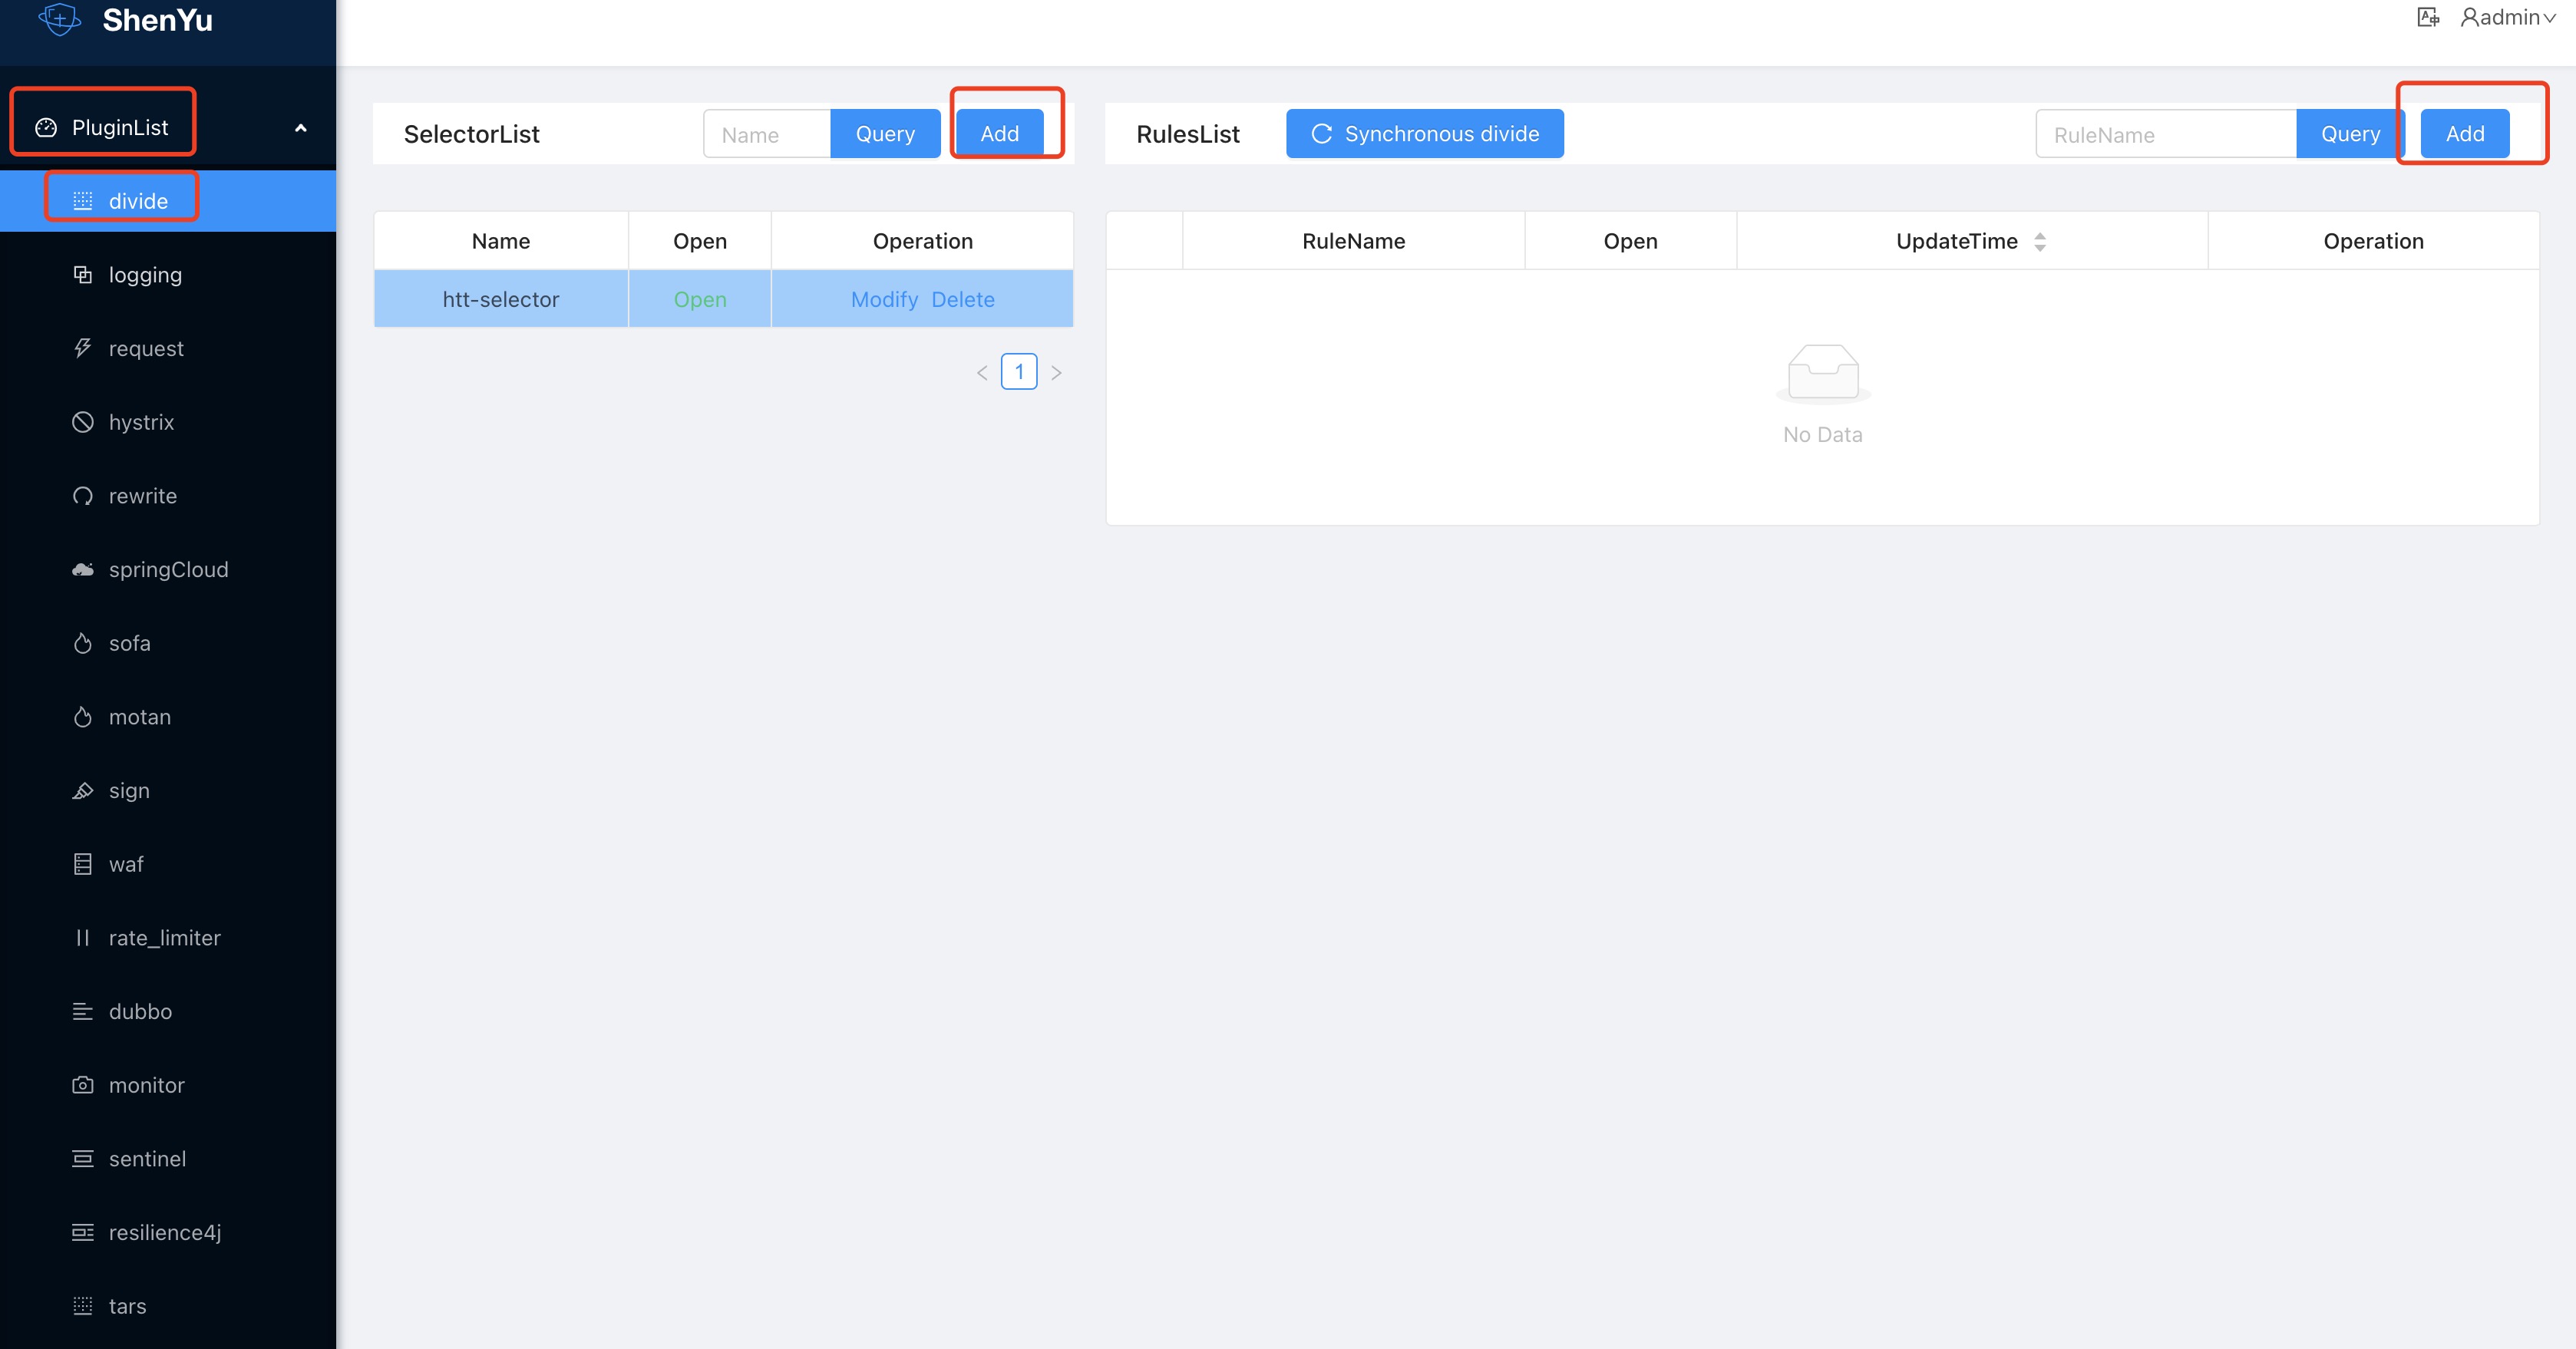 ShenYu
admin
PluginList
divide
logging
request
hystrix
rewrite
springCloud
sofa
motan
sign
waf
rate_limiter
dubbo
monitor
sentinel
resilience4j
tars
SelectorList
Name
Query
Add
Name Open Operation
htt-selector Open Modify Delete
1
RulesList
Synchronous divide
RuleName
Query
Add
RuleName Open UpdateTime Operation
No Data